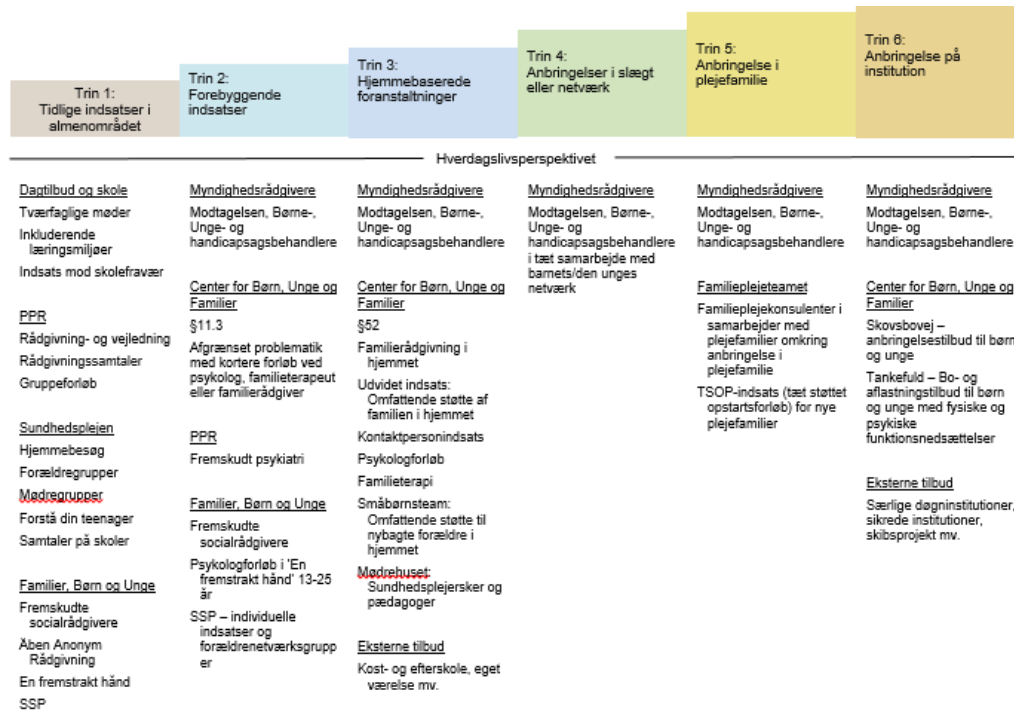 Trin 1:
Tidlige indsatser i
almenområdet
Trin 2:
Forebyggende
indsatser
Trin 3:
Hjemmebaserede
foranstaltninger
Trin 4:
Anbringelser i slægt
eller netværk
Trin 5:
Anbringelse i
plejefamilie
Trin 6:
Anbringelse på
institution
Hverdagslivsperspektivet
Dagtilbud og skole
Tværfaglige møder
Inkluderende
læringsmiljøer
Indsats mod skolefravær
PPR
Rådgivning- og vejledning
Rådgivningssamtaler
Gruppeforløb
Sundhedsplejen
Hjemmebesøg
Forældregrupper
Mødregrupper
Forstå din teenager
Samtaler på skoler
Familier, Børn og Unge
Fremskudte
socialrådgivere
Åben Anonym
Rådgivning
En fremstrakt hånd
SSP
Myndighedsrådgivere
Modtagelsen, Børne-,
Unge- og
handicapsagsbehandlere
Center for Børn, Unge og
Familier
§11.3
Afgrænset problematik
med kortere forløb ved
psykolog, familieterapeut
eller familierådgiver
PPR
Fremskudt psykiatri
Familier, Børn og Unge
Fremskudte
socialrådgivere
Psykologforløb i 'En
fremstrakt hånd' 13-25
år
SSP – individuelle
indsatser og
forældrenetværksgrupp
er
Myndighedsrådgivere
Modtagelsen, Børne-,
Unge- og
handicapsagsbehandlere
Center for Børn, Unge og
Familier
§52
Familierådgivning i
hjemmet
Udvidet indsats:
Omfattende støtte af
familien i hjemmet
Kontaktpersonindsats
Psykologforløb
Familieterapi
Småbørnsteam:
Omfattende støtte til
nybagte forældre i
hjemmet
Mødrehuset:
Sundhedsplejersker og
pædagoger
Eksterne tilbud
Kost- og efterskole, eget
værelse mv.
Myndighedsrådgivere
Modtagelsen, Børne-,
Unge- og
handicapsagsbehandlere
i tæt samarbejde med
barnets/den unges
netværk
Myndighedsrådgivere
Modtagelsen, Børne-,
Unge- og
handicapsagsbehandlere
Familieplejeteamet
Familieplejekonsulenter i
samarbejder med
plejefamilier omkring
anbringelse i
plejefamilie
TSOP-indsats (tæt støttet
opstartsforløb) for nye
plejefamilier
Myndighedsrådgivere
Modtagelsen, Børne-,
Unge- og
handicapsagsbehandlere
Center for Børn, Unge og
Familier
Skovsbovej –
anbringelsestilbud til børn
og unge
Tankefuld – Bo- og
aflastningstilbud til børn
og unge med fysiske og
psykiske
funktionsnedsættelser
Eksterne tilbud
Særlige døgninstitutioner,
sikrede institutioner,
skibsprojekt mv.